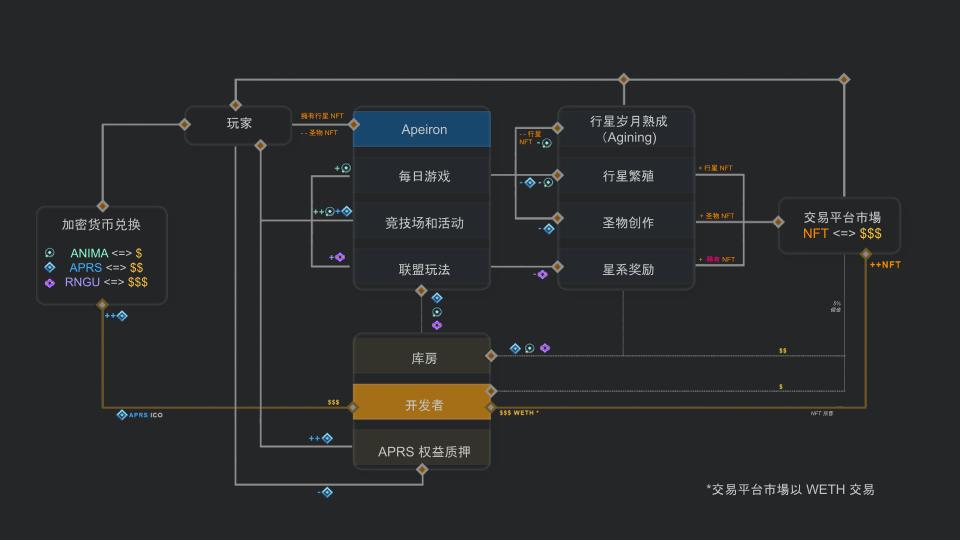 玩家
擁有行星 NFT
- - 圣物 NFT
Apeiron
每日游戏
竞技场和活动
联盟玩法
- - 行星
NFT
行星岁月熟成
（Agining)
行星繁殖
圣物创作
星系奖励
+ 行星 NFT
+ 圣物 NFT
+ 稀有 NFT
交易平台市場
NFT <=> $$$
++NFT
加密货币兑换
ANIMA <=> $
APRS <=> $$
RNGU <=> $$$
++
APRS ICO
库房
开发者
APRS 权益质押
$$$
$$$ WETH *
$$
$
5%
佣金
NFT 預售
*交易平台市場以 WETH 交易